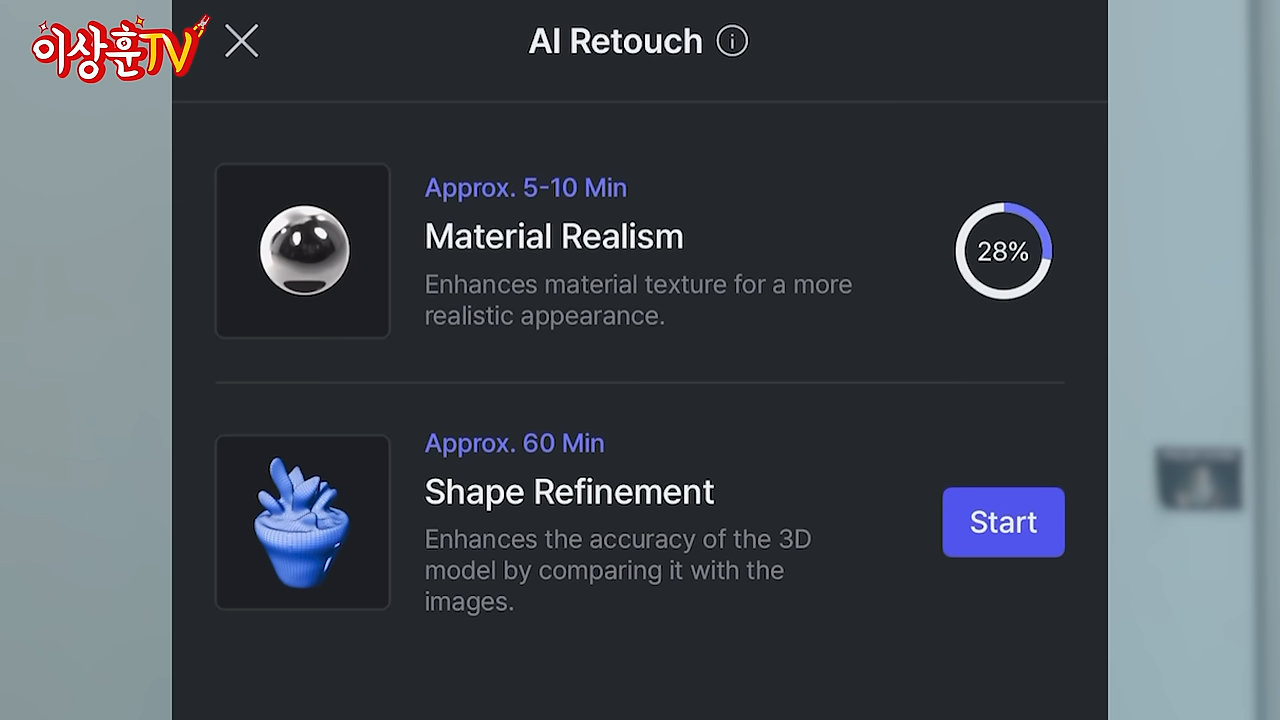 이상훈TV
AI Retouch
Approx. 5-10 Min
Material Realism
Enhances material texture for a more
realistic appearance.
28%
Approx. 60 Min
Shape Refinement
Enhances the accuracy of the 3D
model by comparing it with the
images.
Start